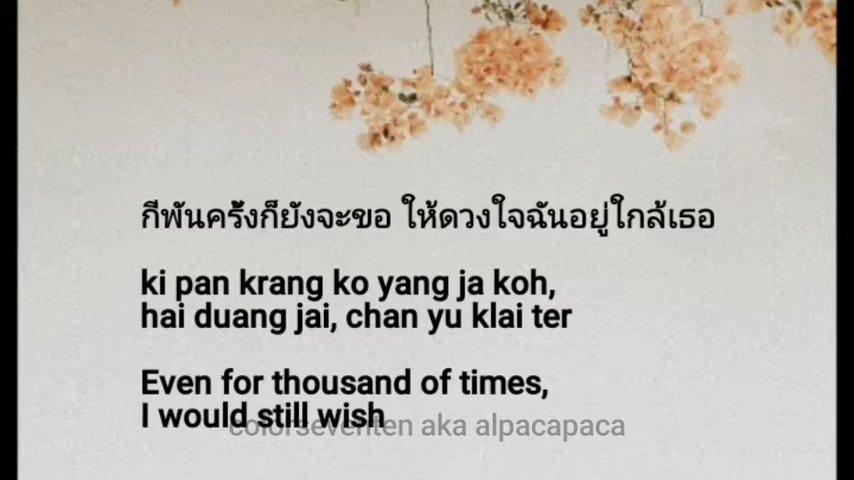 กี่พันครั้งก็ยังจะขอ ให้ดวงใจฉันอยู่ใกล้เธอ
ki pan krang ko yang ja koh,
hai duang jai, chan yu klai ter
Even for thousand of times,
I would still wish
colorseventen aka alpacapaca